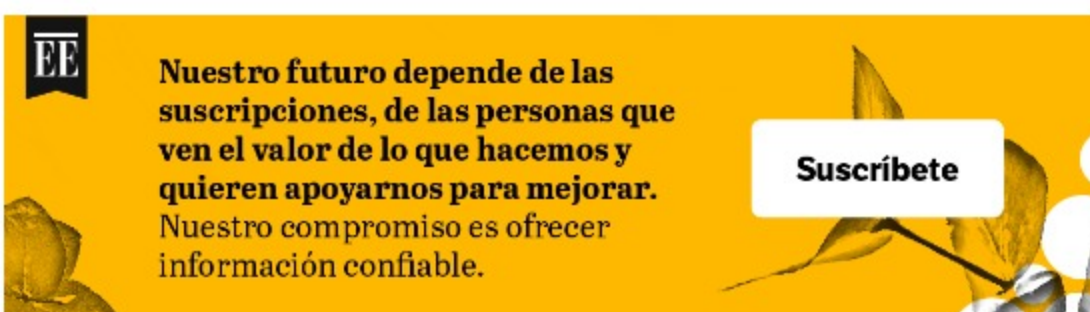 EE
Nuestro futuro depende de las
suscripciones, de las personas que
ven el valor de lo que hacemos y
quieren apoyarnos para mejorar.
Nuestro compromiso es ofrecer
información confiable.
Suscríbete